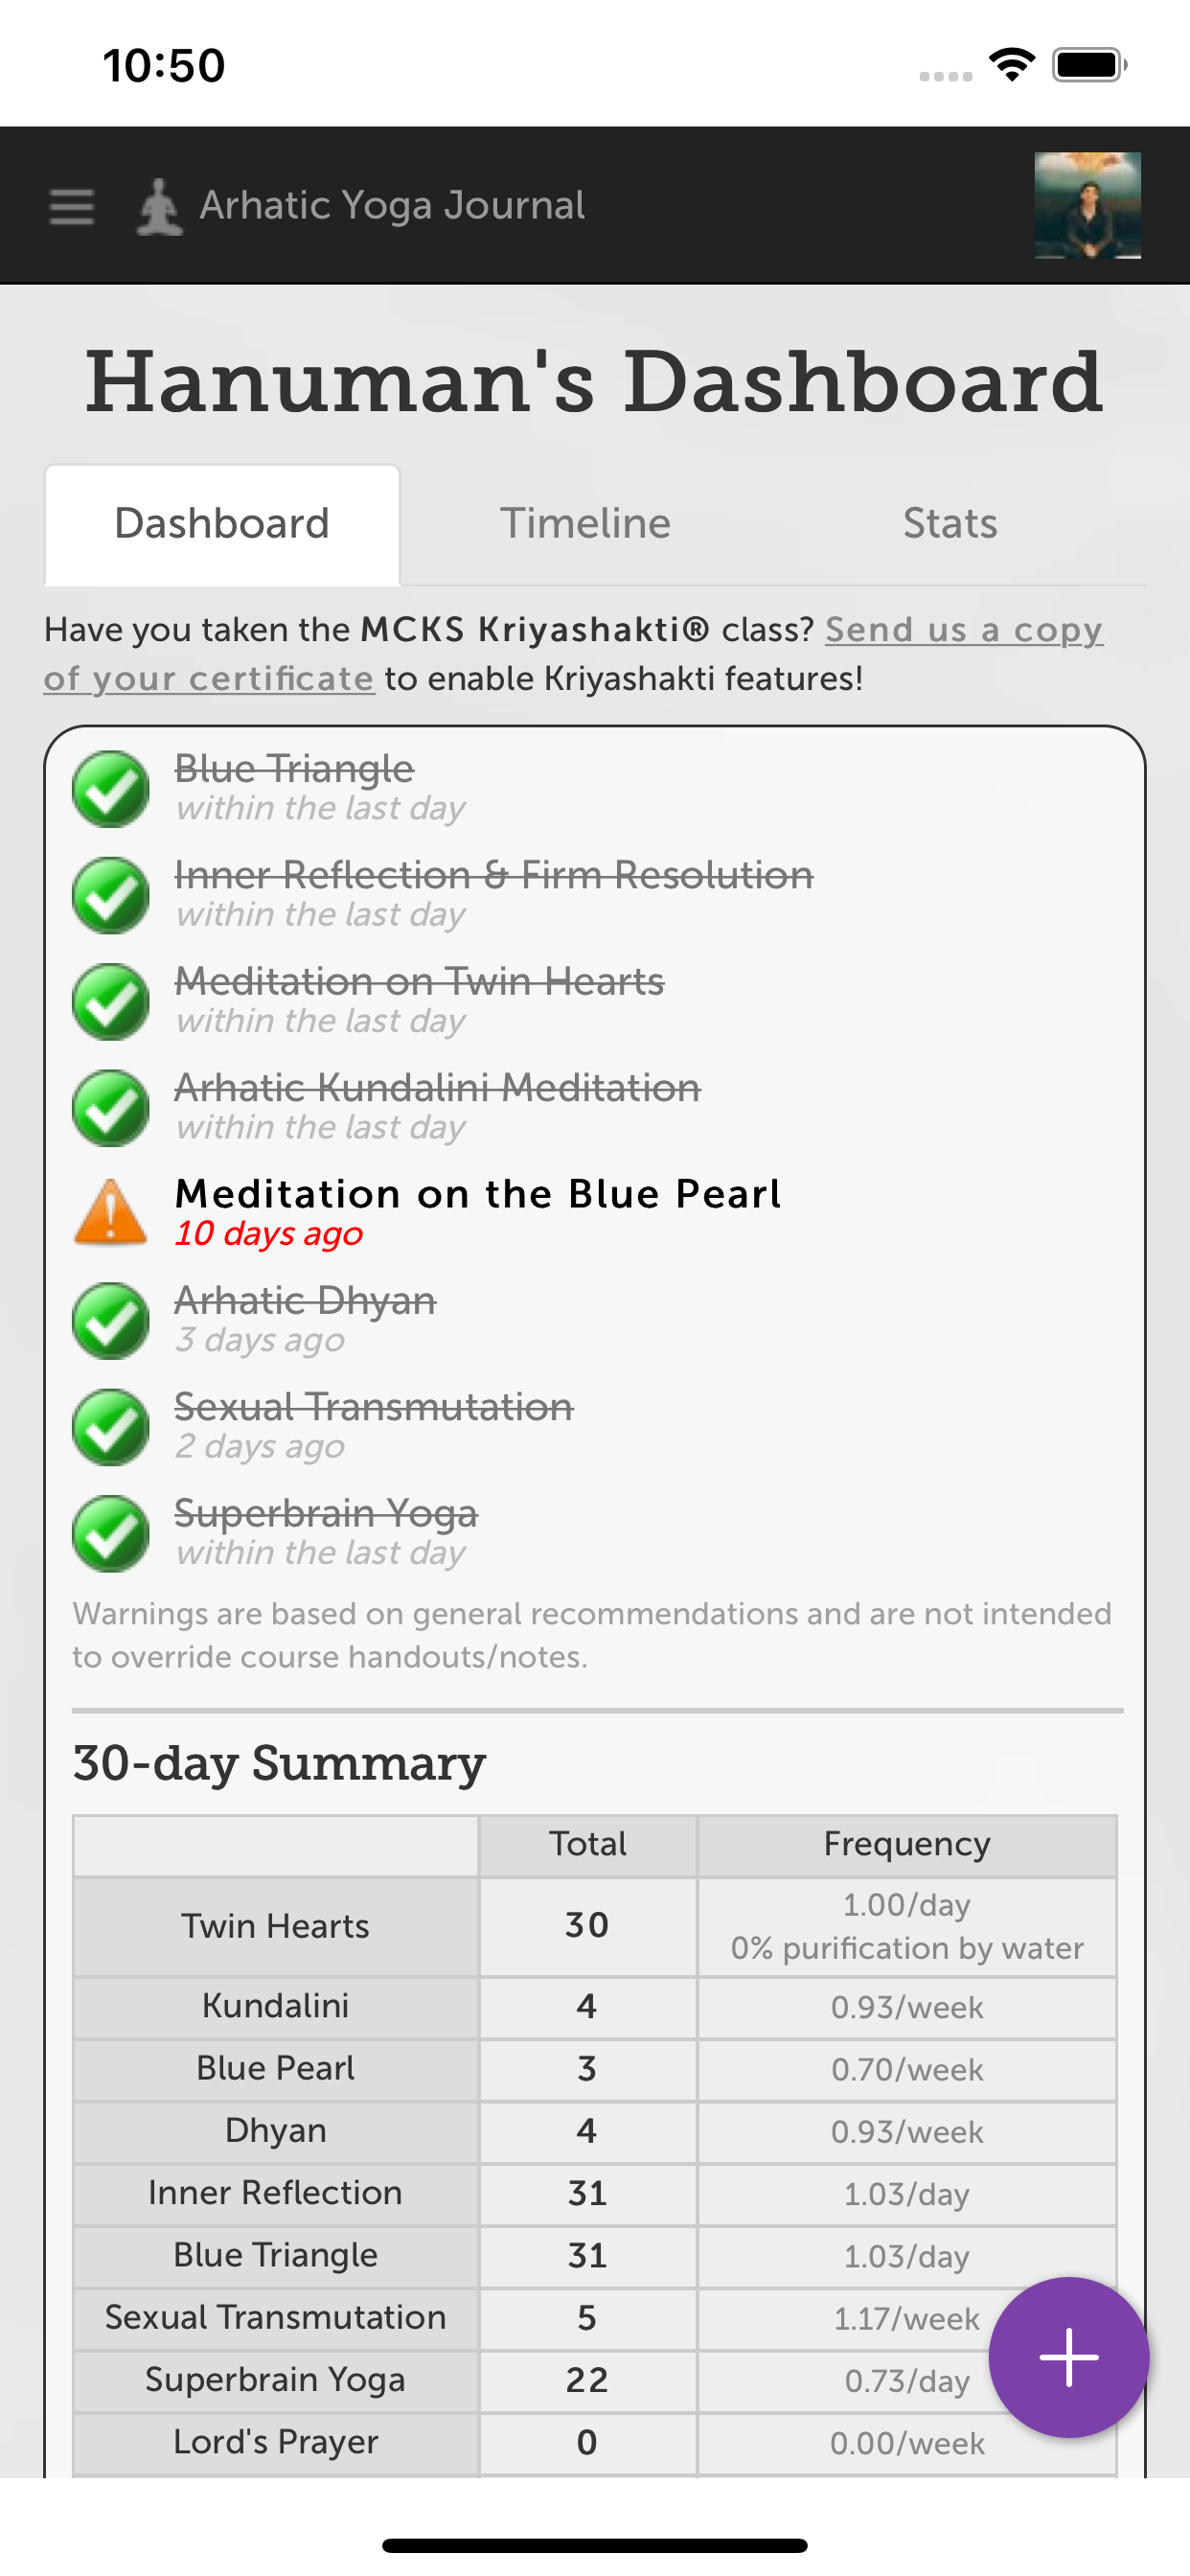 10:50
Arhatic Yoga Journal
Hanuman's Dashboard
Dashboard
Timeline
Stats
Have you taken the MCKS Kriyashakti® class? Send us a copy
of your certificate to enable Kriyashakti features!
Blue Triangle
within the last day
Inner Reflection & Firm Resolution
within the last day
Meditation on Twin Hearts
within the last day
Arhatic Kundalini Meditation
within the last day
Meditation on the Blue Pearl
10 days ago
Arhatic Dhyan
3 days ago
Sexual Transmutation
2 days ago
Superbrain Yoga
within the last day
Warnings are based on general recommendations and are not intended
to override course handouts/notes.
30-day Summary
Total Frequency
Twin Hearts 30 1.00/day
0% purification by water
Kundalini 4 0.93/week
Blue Pearl 3 0.70/week
Dhyan 4 0.93/week
Inner Reflection 31 1.03/day
Blue Triangle 31 1.03/day
Sexual Transmutation 5 1.17/week
Superbrain Yoga 22 0.73/day
Lord's Prayer 0 0.00/week